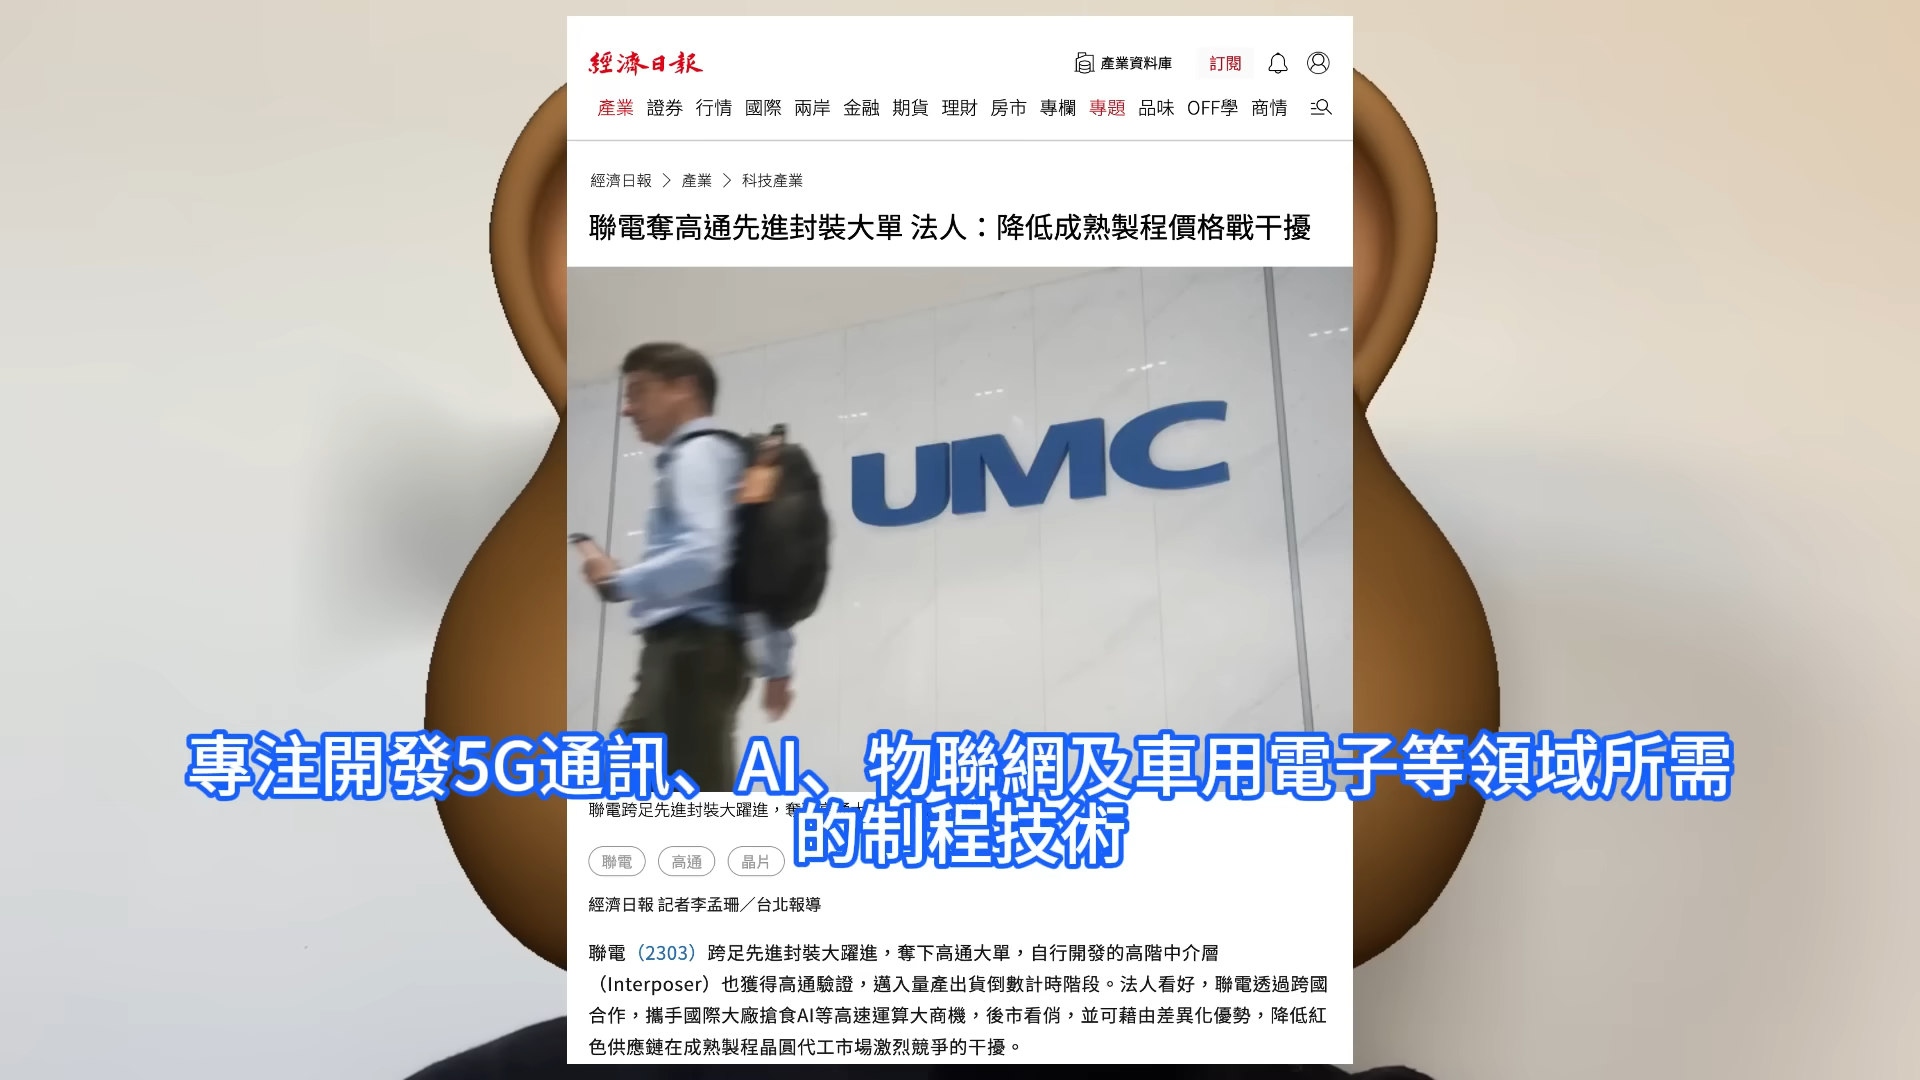 經濟日報
產業資料庫
訂閱
產業 證券 行情 國際 兩岸 金融 期貨 理財 房市 專欄 專題 品味 OFF學 商情
經濟日報 > 產業 > 科技產業
聯電奪高通先進封裝大單 法人：降低成熟製程價格戰干擾
UMC
專注開發5G通訊、AI、物聯網及車用電子等領域所需
的制程技術
聯電跨足先進封裝大躍進，奪
聯電 高通 晶片
經濟日報 記者李孟珊／台北報導
聯電（2303）跨足先進封裝大躍進，奪下高通大單，自行開發的高階中介層
（Interposer）也獲得高通驗證，邁入量產出貨倒數計時階段。法人看好，聯電透過跨國
合作，攜手國際大廠搶食AI等高速運算大商機，後市看俏，並可藉由差異化優勢，降低紅
色供應鏈在成熟製程晶圓代工市場激烈競爭的干擾。